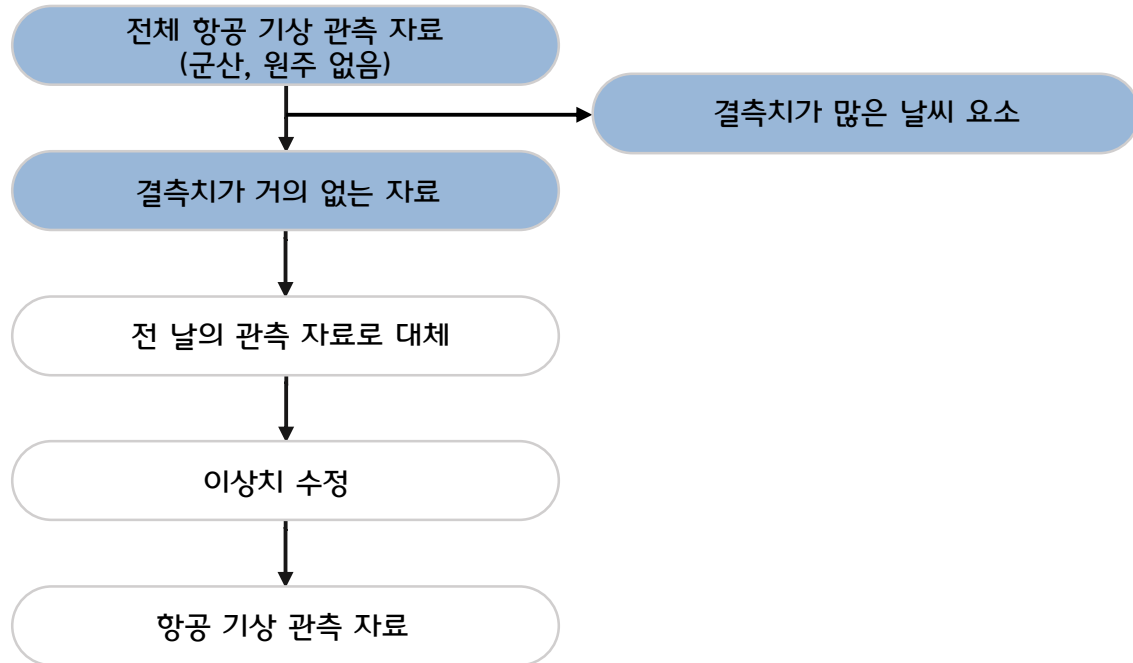 전체 항공 기상 관측 자료
(군산, 원주 없음)
결측치가 많은 날씨 요소
결측치가 거의 없는 자료
전 날의 관측 자료로 대체
이상치 수정
항공 기상 관측 자료